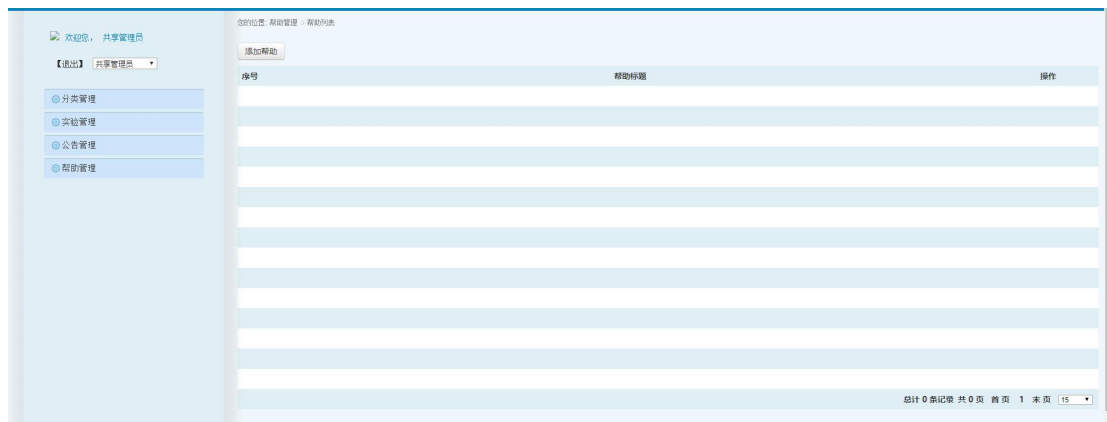 欢迎您， 共享管理员
【退出】 共享管理员
分类管理
实验管理
公告管理
帮助管理
您的位置: 帮助管理 > 帮助列表
添加帮助
序号 帮助标题 操作
总计 0 条记录 共 0 页 首 页 1 末 页 15